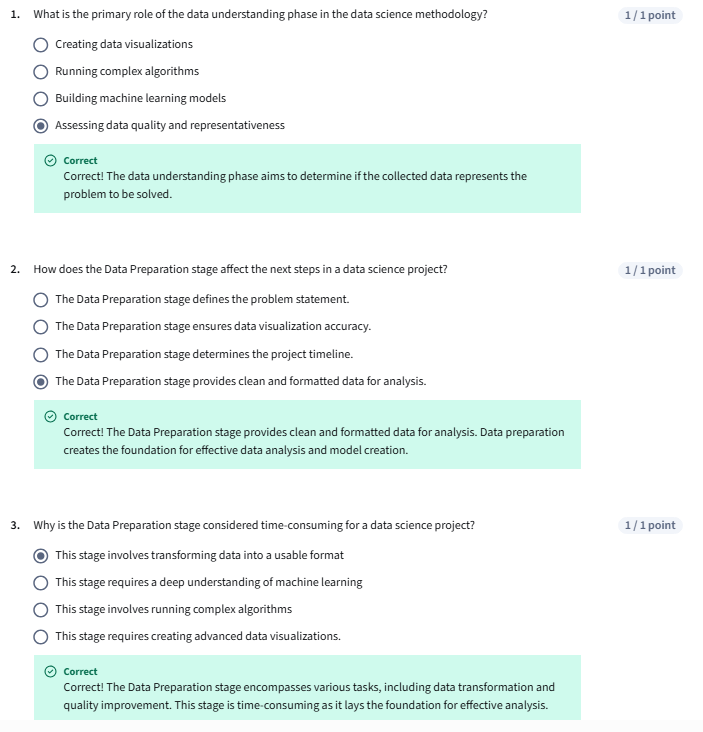 1. What is the primary role of the data understanding phase in the data science methodology? 1 / 1 point
Creating data visualizations
Running complex algorithms
Building machine learning models
Assessing data quality and representativeness
Correct
Correct! The data understanding phase aims to determine if the collected data represents the
problem to be solved.
2. How does the Data Preparation stage affect the next steps in a data science project? 1 / 1 point
The Data Preparation stage defines the problem statement.
The Data Preparation stage ensures data visualization accuracy.
The Data Preparation stage determines the project timeline.
The Data Preparation stage provides clean and formatted data for analysis.
Correct
Correct! The Data Preparation stage provides clean and formatted data for analysis. Data preparation
creates the foundation for effective data analysis and model creation.
3. Why is the Data Preparation stage considered time-consuming for a data science project? 1 / 1 point
This stage involves transforming data into a usable format
This stage requires a deep understanding of machine learning
This stage involves running complex algorithms
This stage requires creating advanced data visualizations.
Correct
Correct! The Data Preparation stage encompasses various tasks, including data transformation and
quality improvement. This stage is time-consuming as it lays the foundation for effective analysis.